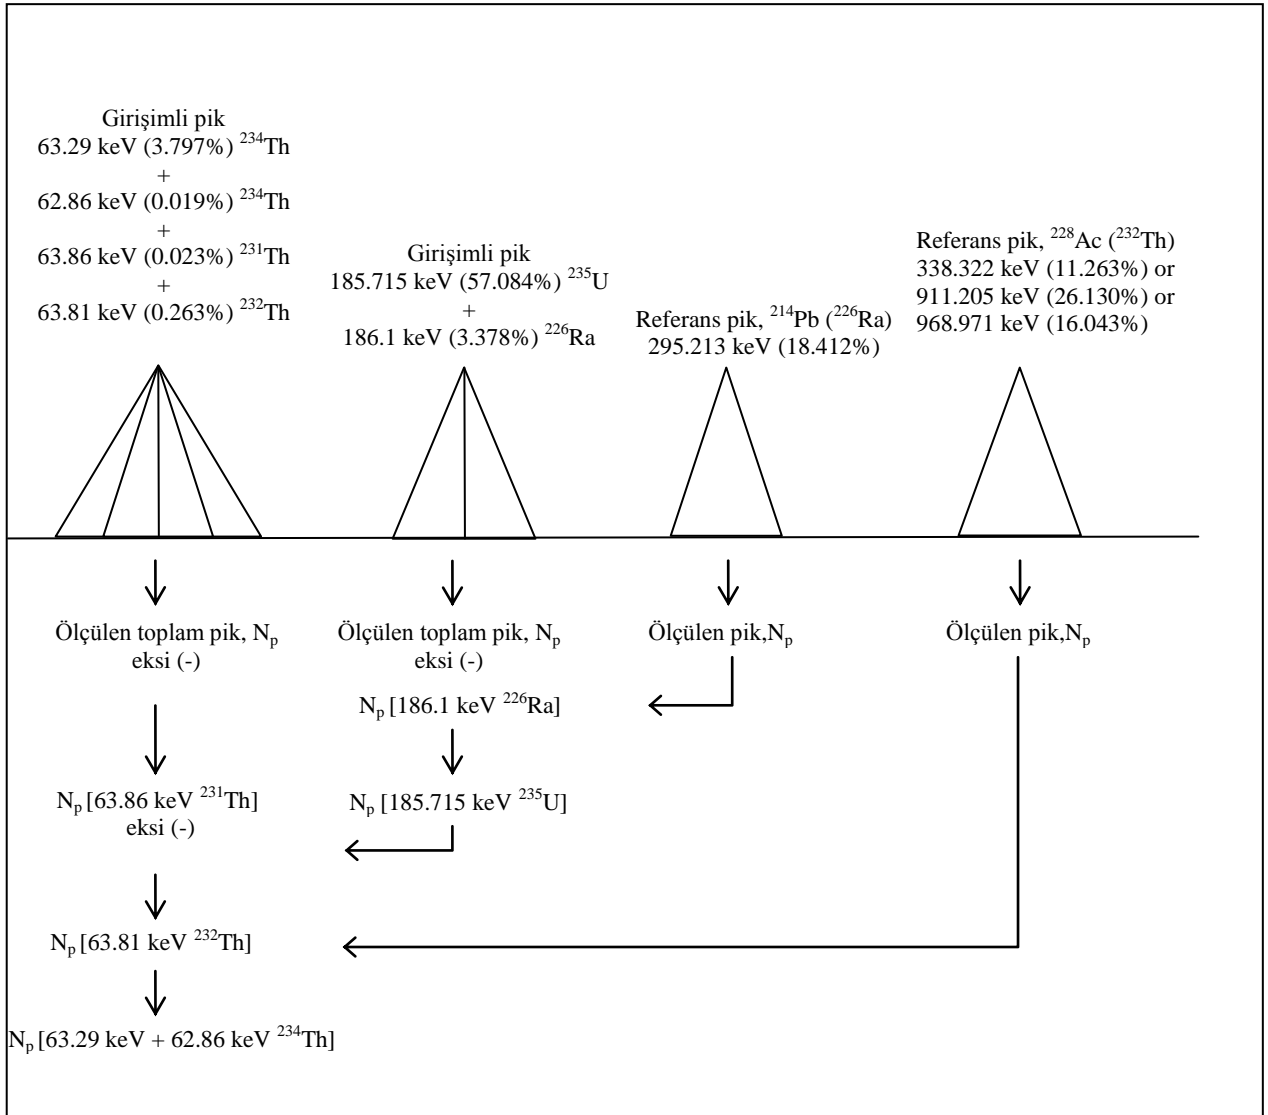 Girişimli pik
63.29 keV (3.797%) ²³⁴Th
+
62.86 keV (0.019%) ²³⁴Th
+
63.86 keV (0.023%) ²³¹Th
+
63.81 keV (0.263%) ²³²Th
Girişimli pik
185.715 keV (57.084%) ²³⁵U
+
186.1 keV (3.378%) ²²⁶Ra
Referans pik, ²¹⁴Pb (²²⁶Ra)
295.213 keV (18.412%)
Referans pik, ²²⁸Ac (²³²Th)
338.322 keV (11.263%) or
911.205 keV (26.130%) or
968.971 keV (16.043%)
Ölçülen toplam pik, Nₚ
eksi (-)
Nₚ [63.86 keV ²³¹Th]
eksi (-)
Nₚ [63.81 keV ²³²Th]
Nₚ [63.29 keV + 62.86 keV ²³⁴Th]
Ölçülen toplam pik, Nₚ
eksi (-)
Nₚ [186.1 keV ²²⁶Ra]
Nₚ [185.715 keV ²³⁵U]
Ölçülen pik,Nₚ
Ölçülen pik,Nₚ